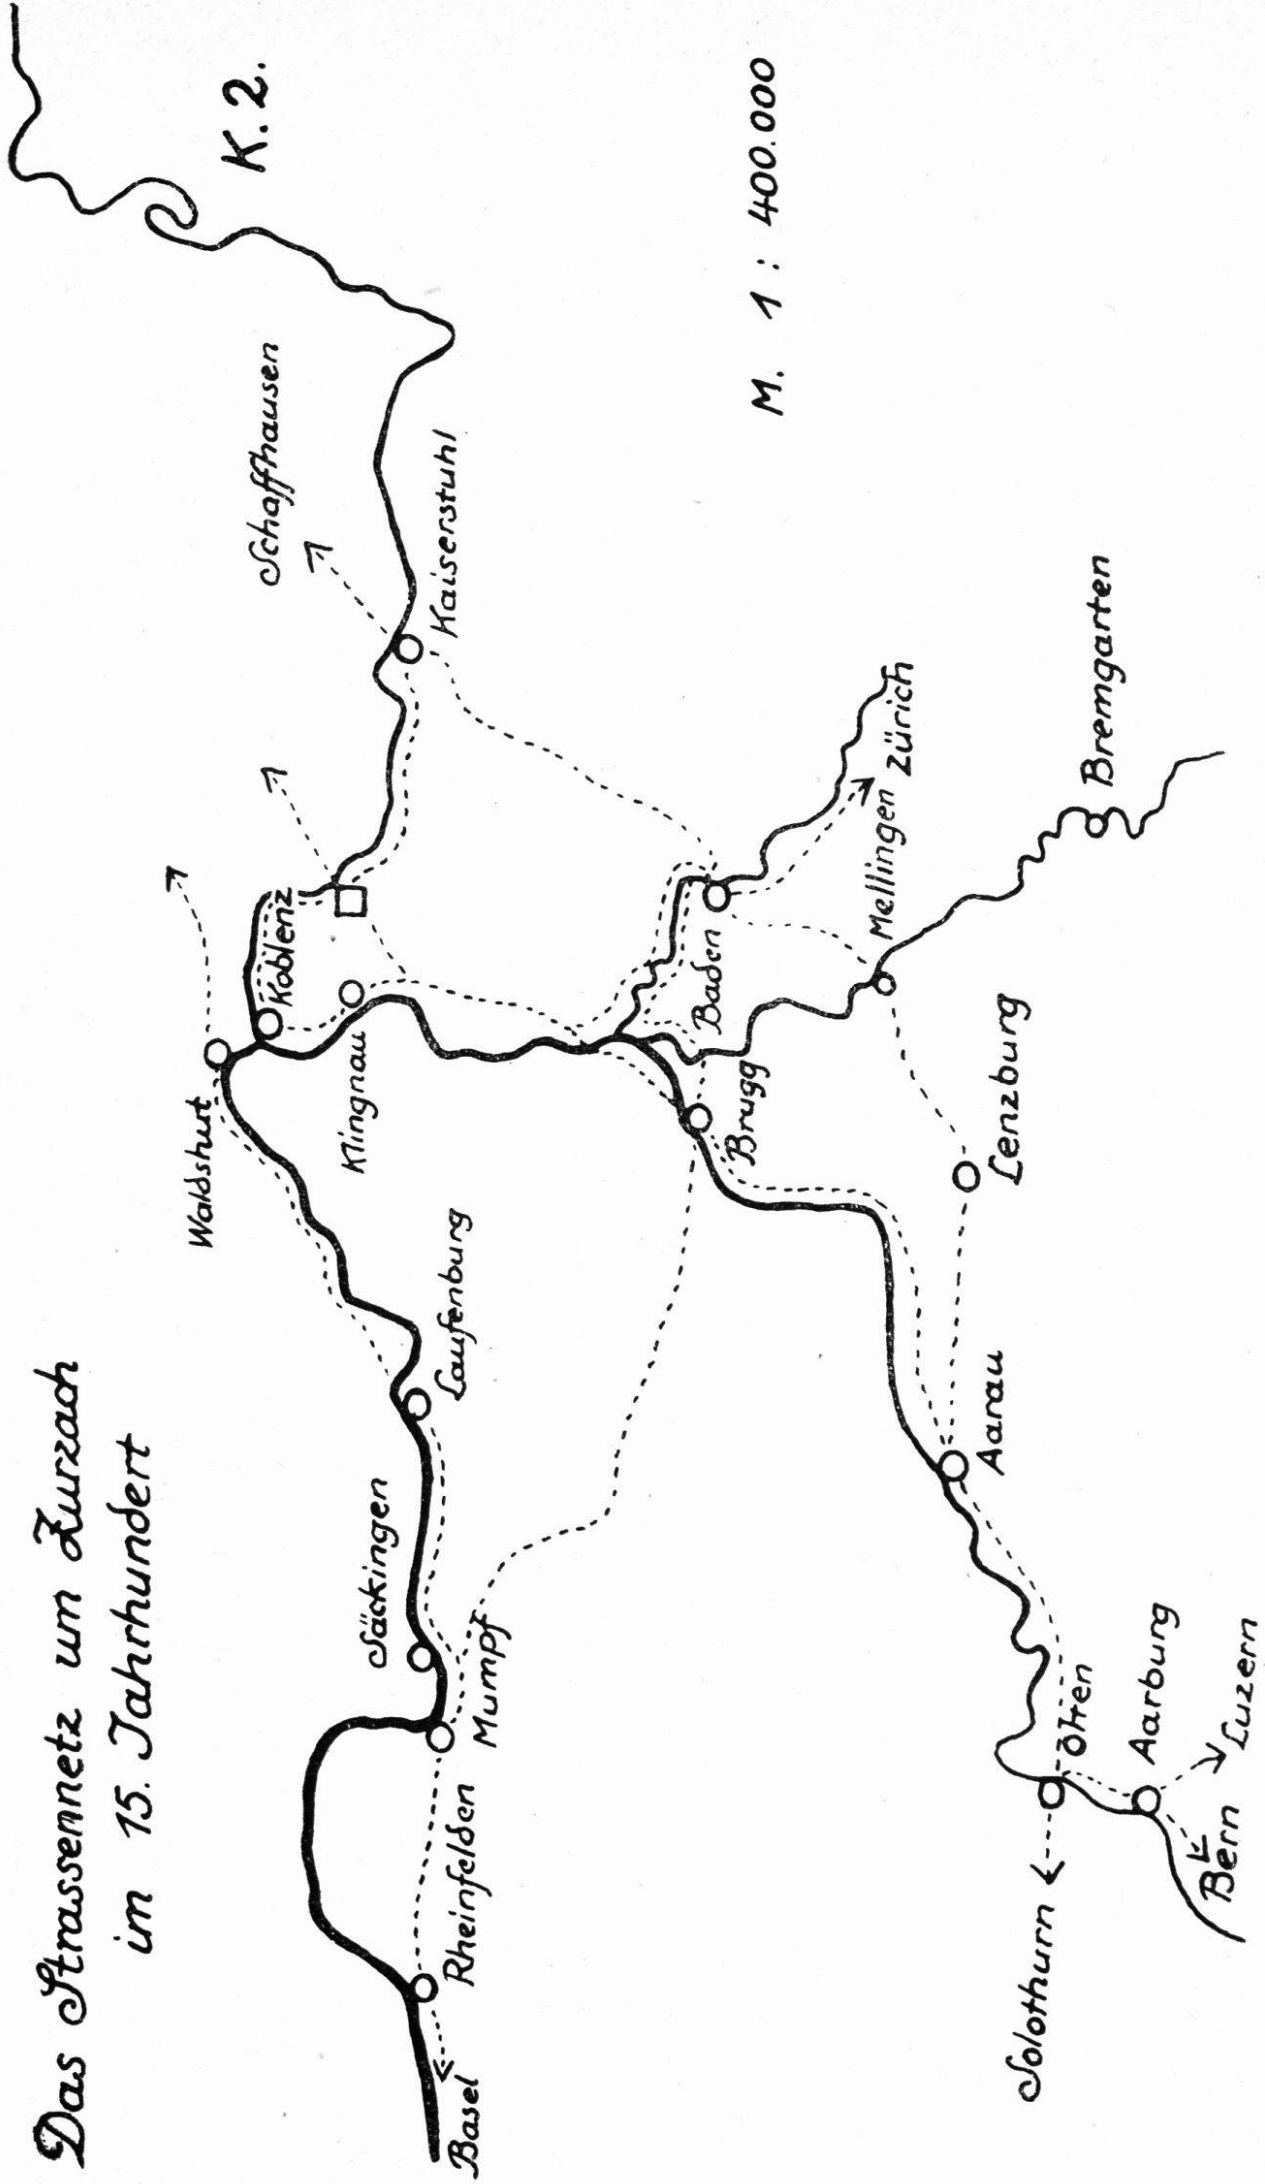 Das Strassennetz um Zurzach
im 15. Jahrhundert
K. 2.
Schaffhausen
Waldshut
Koblenz
Kaiserstuhl
Klingnau
Säckingen
Laufenburg
Basel
Rheinfelden
Mumpf
Baden
Brugg
M. 1 : 400.000
Mellingen
Zürich
Lenzburg
Aarau
Bremgarten
Solothurn
Olten
Aarburg
Bern
Luzern